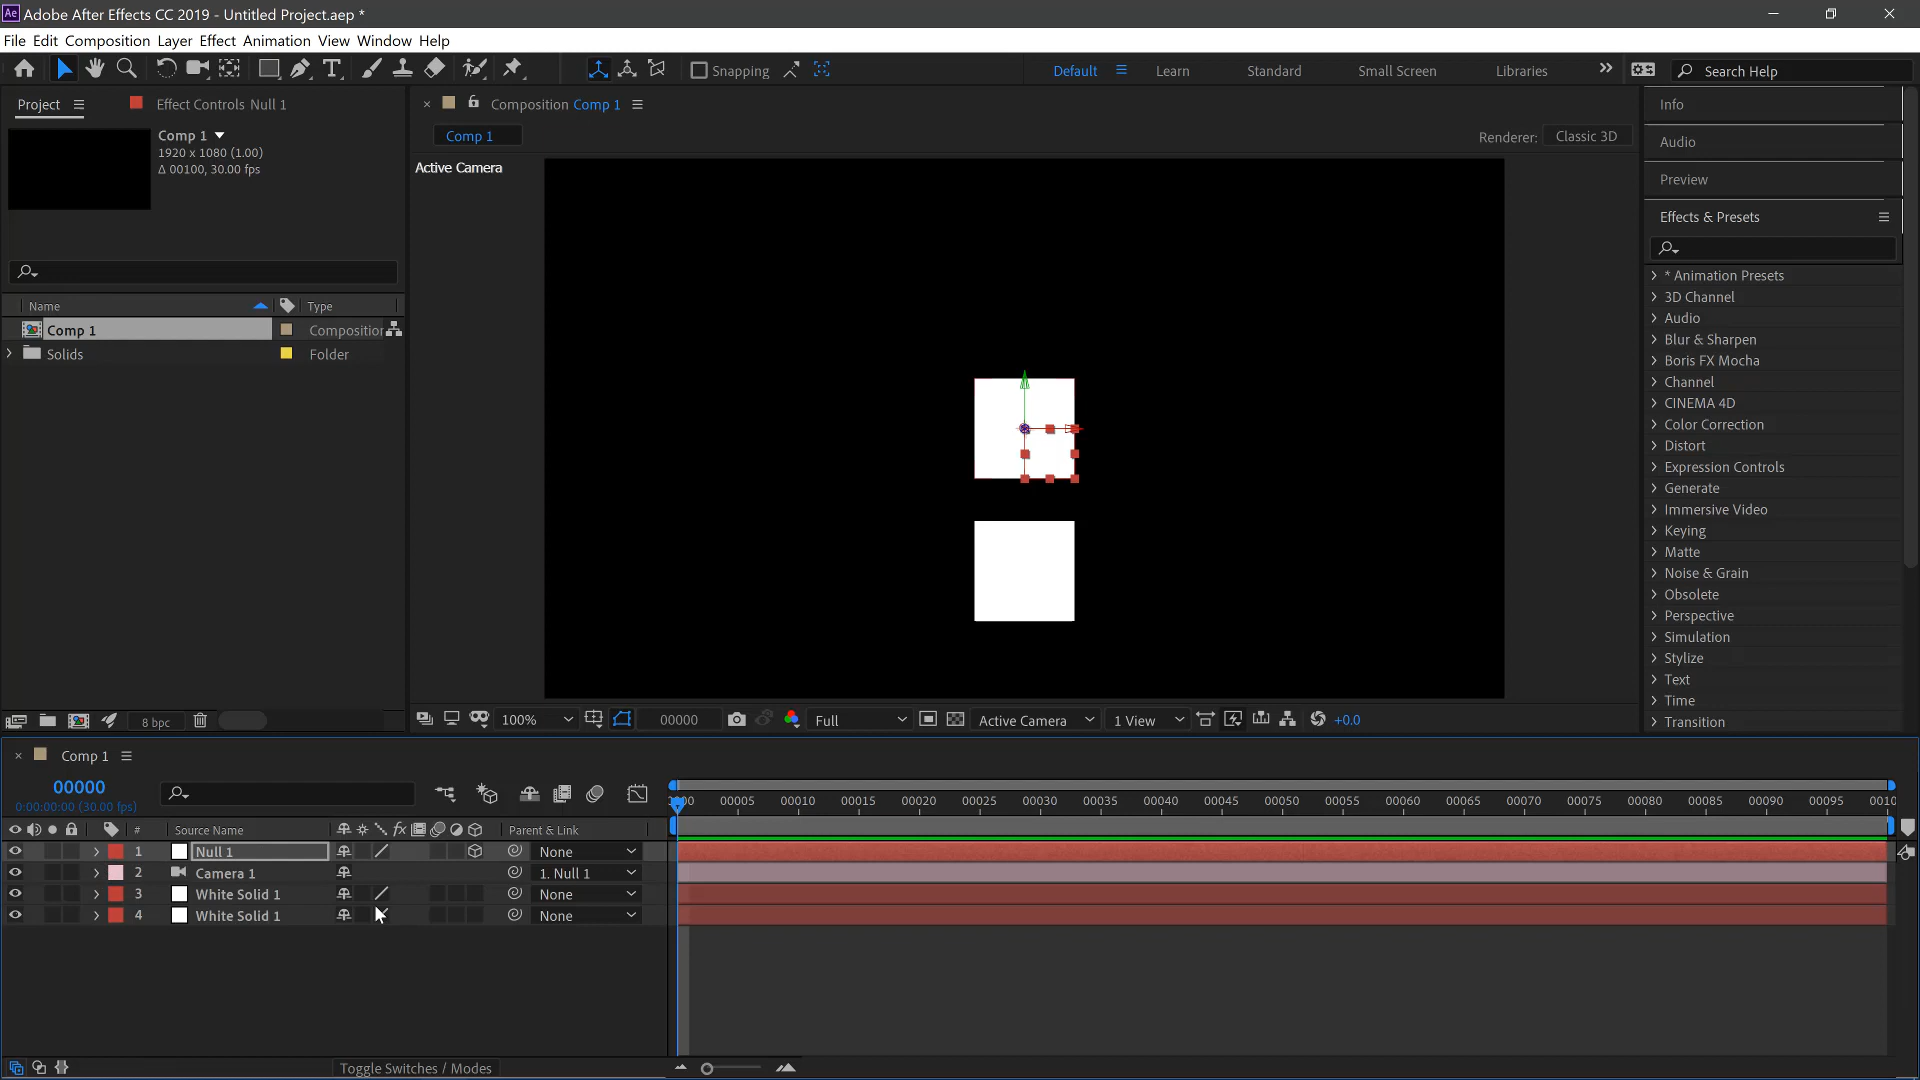 Ae Adobe After Effects CC 2019 - Untitled Project.aep *
File Edit Composition Layer Effect Animation View Window Help
Snapping Default Learn Standard Small Screen Libraries Search Help
Project Effect Controls Null 1
Comp 1
1920 x 1080 (1.00)
Δ 00100, 30.00 fps
Name Type
Comp 1 Composition
Solids Folder
8 bpc
Composition Comp 1
Comp 1
Renderer: Classic 3D
Active Camera
100% 00000 Full Active Camera 1 View +0.0
Info
Audio
Preview
Effects & Presets
* Animation Presets
3D Channel
Audio
Blur & Sharpen
Boris FX Mocha
Channel
CINEMA 4D
Color Correction
Distort
Expression Controls
Generate
Immersive Video
Keying
Matte
Noise & Grain
Obsolete
Perspective
Simulation
Stylize
Text
Time
Transition
Comp 1
00000
0:00:00:00 (30.00 fps)
00005 00010 00015 00020 00025 00030 00035 00040 00045 00050 00055 00060 00065 00070 00075 00080 00085 00090 00095 0010
# Source Name fx Parent & Link
1 Null 1 None
2 Camera 1 1. Null 1
3 White Solid 1 None
4 White Solid 1 None
Toggle Switches / Modes